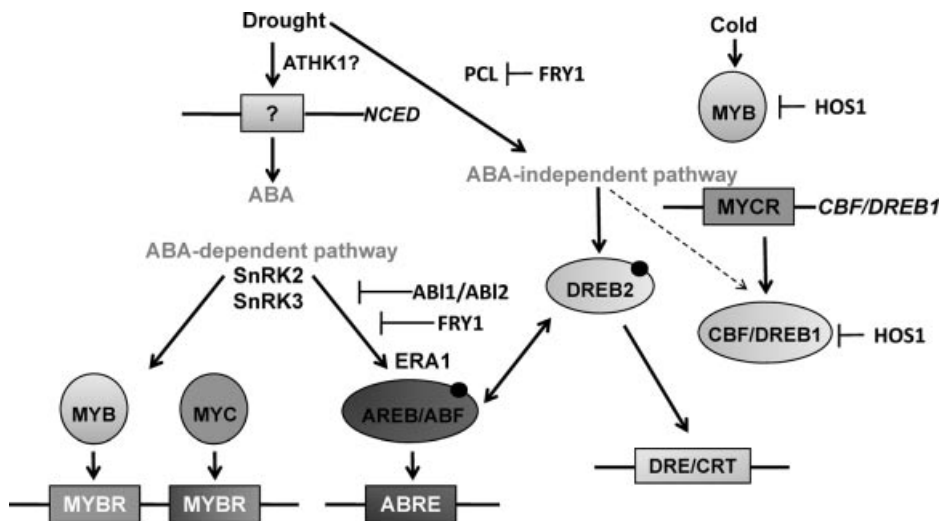 Drought
Cold
ATHK1?
PCL
FRY1
?
NCED
MYB
HOS1
ABA
ABA-independent pathway
MYCR
CBF/DREB1
ABA-dependent pathway
SnRK2
SnRK3
ABI1/ABI2
DREB2
FRY1
CBF/DREB1
HOS1
ERA1
MYB
MYC
AREB/ABF
DRE/CRT
MYBR
MYBR
ABRE